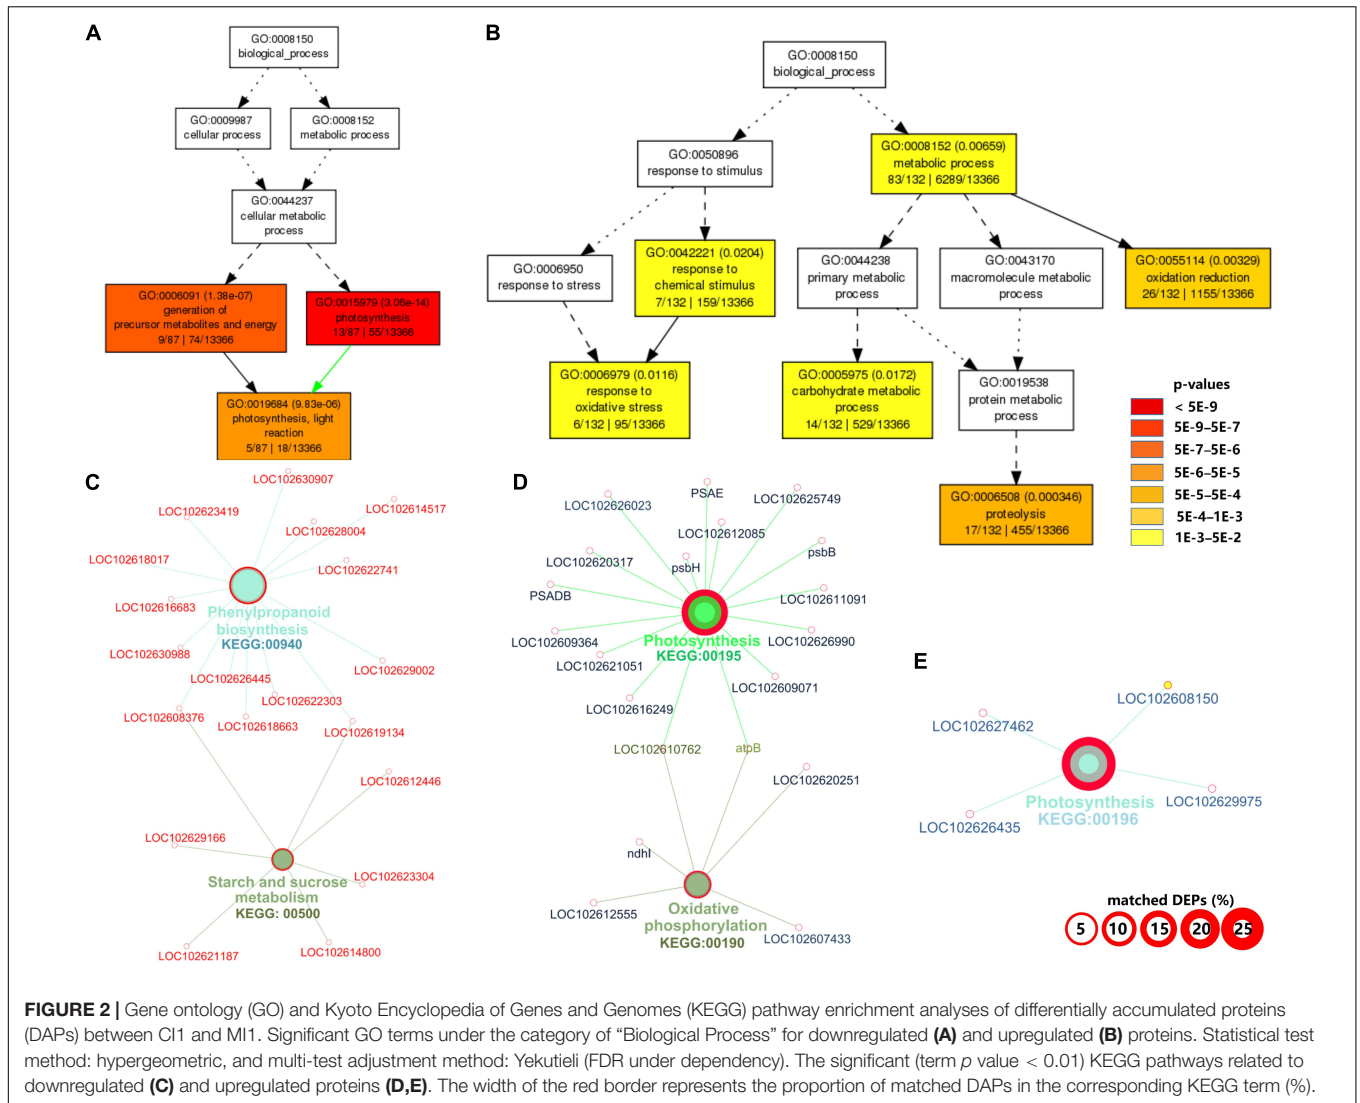 A
GO:0008150
biological_process
GO:0009987
cellular process
GO:0008152
metabolic process
GO:0044237
cellular metabolic
process
GO:0006091 (1.38e-07)
generation of
precursor metabolites and energy
9/87 | 74/13366
GO:0015979 (3.06e-14)
photosynthesis
13/87 | 55/13366
GO:0019684 (9.83e-06)
photosynthesis, light
reaction
5/87 | 18/13366
B
GO:0008150
biological_process
GO:0050896
response to stimulus
GO:0008152 (0.00659)
metabolic process
83/132 | 6289/13366
GO:0006950
response to stress
GO:0042221 (0.0204)
response to
chemical stimulus
7/132 | 159/13366
GO:0044238
primary metabolic
process
GO:0043170
macromolecule metabolic
process
GO:0055114 (0.00329)
oxidation reduction
26/132 | 1155/13366
GO:0006979 (0.0116)
response to
oxidative stress
6/132 | 95/13366
GO:0005975 (0.0172)
carbohydrate metabolic
process
14/132 | 529/13366
GO:0019538
protein metabolic
process
GO:0006508 (0.000346)
proteolysis
17/132 | 455/13366
p-values
< 5E-9
5E-9–5E-7
5E-7–5E-6
5E-6–5E-5
5E-5–5E-4
5E-4–1E-3
1E-3–5E-2
C
LOC102630907
LOC102623419
LOC102614517
LOC102628004
LOC102618017
LOC102622741
LOC102616683
Phenylpropanoid
biosynthesis
KEGG:00940
LOC102630988
LOC102629002
LOC102626445
LOC102622303
LOC102608376
LOC102618663
LOC102619134
LOC102612446
LOC102629166
LOC102623304
Starch and sucrose
metabolism
KEGG: 00500
LOC102621187
LOC102614800
D
PSAE
LOC102626023
LOC102625749
LOC102612085
psbB
LOC102620317
psbH
PSADB
LOC102611091
LOC102609364
Photosynthesis
KEGG:00195
LOC102626990
LOC102621051
LOC102609071
LOC102616249
LOC102610762
atpB
LOC102620251
ndhI
LOC102612555
Oxidative
phosphorylation
KEGG:00190
LOC102607433
E
LOC102608150
LOC102627462
Photosynthesis
KEGG:00196
LOC102629975
LOC102626435
matched DEPs (%)
5
10
15
20
25
FIGURE 2 | Gene ontology (GO) and Kyoto Encyclopedia of Genes and Genomes (KEGG) pathway enrichment analyses of differentially accumulated proteins
(DAPs) between CI1 and MI1. Significant GO terms under the category of “Biological Process” for downregulated (A) and upregulated (B) proteins. Statistical test
method: hypergeometric, and multi-test adjustment method: Yekutieli (FDR under dependency). The significant (term p value < 0.01) KEGG pathways related to
downregulated (C) and upregulated proteins (D,E). The width of the red border represents the proportion of matched DAPs in the corresponding KEGG term (%).